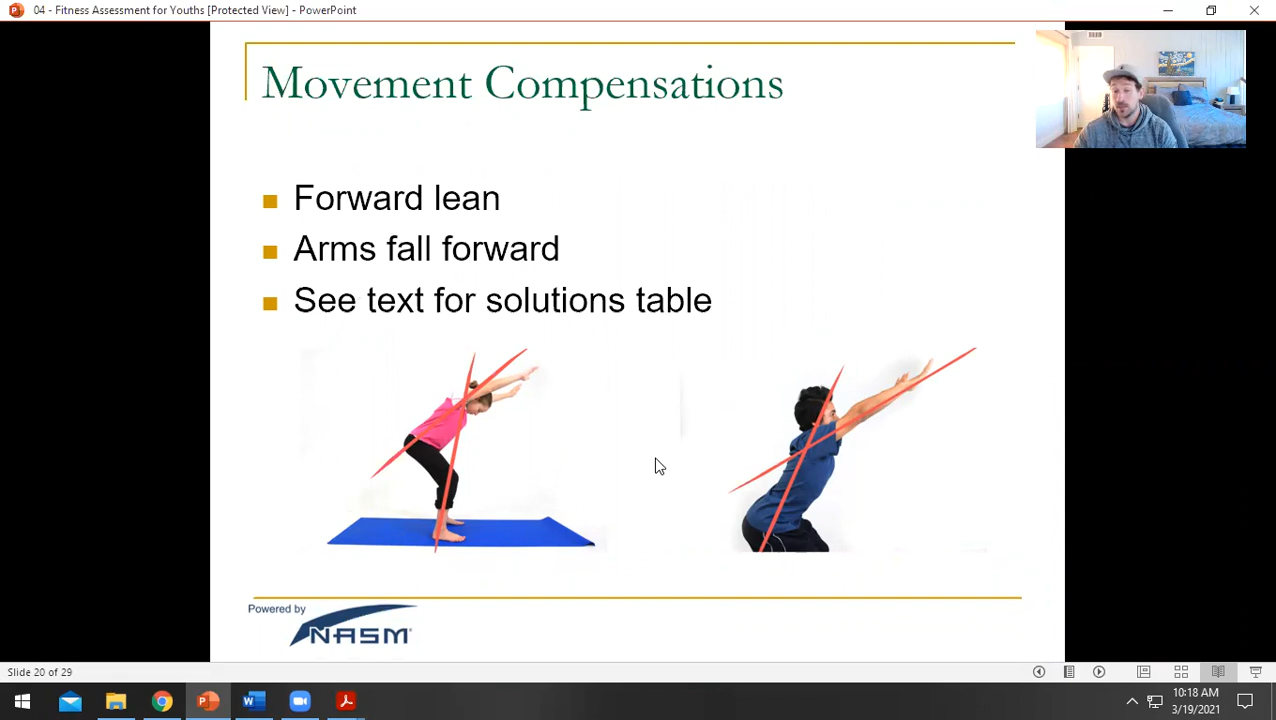 04 - Fitness Assessment for Youths [Protected View] - PowerPoint
Movement Compensations
Forward lean
Arms fall forward
See text for solutions table
Powered by
NASM
Slide 20 of 29
10:18 AM
3/19/2021